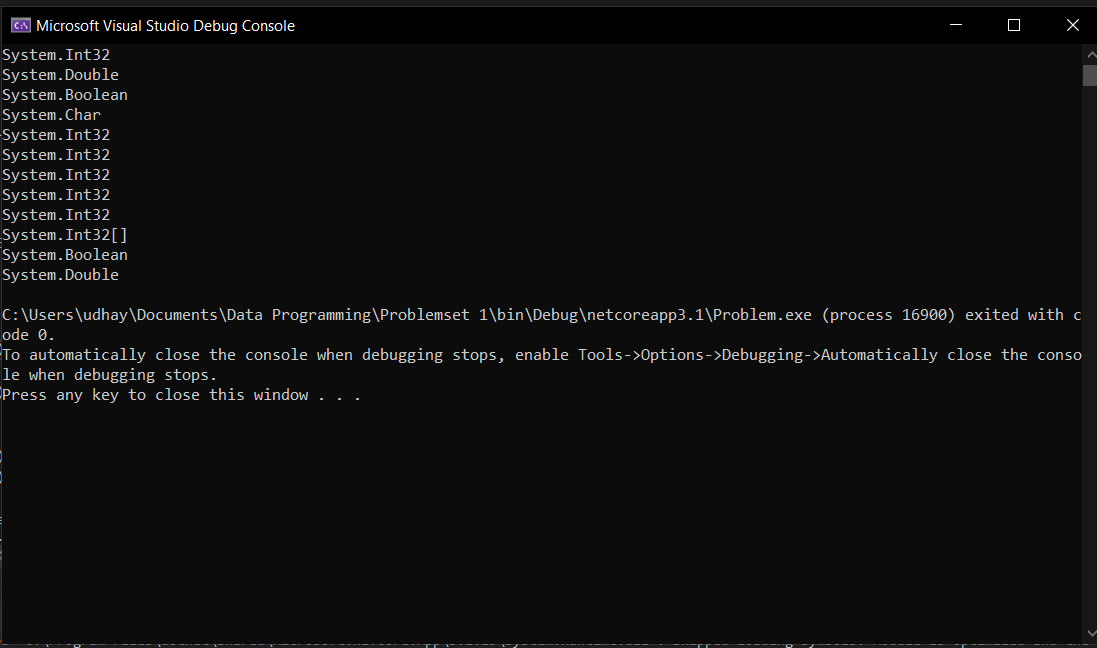 Microsoft Visual Studio Debug Console
System.Int32
System.Double
System.Boolean
System.Char
System.Int32
System.Int32
System.Int32
System.Int32
System.Int32
System.Int32[]
System.Boolean
System.Double
C:\Users\udhay\Documents\Data Programming\Problemset 1\bin\Debug\netcoreapp3.1\Problem.exe (process 16900) exited with c
ode 0.
To automatically close the console when debugging stops, enable Tools->Options->Debugging->Automatically close the conso
le when debugging stops.
Press any key to close this window . . .